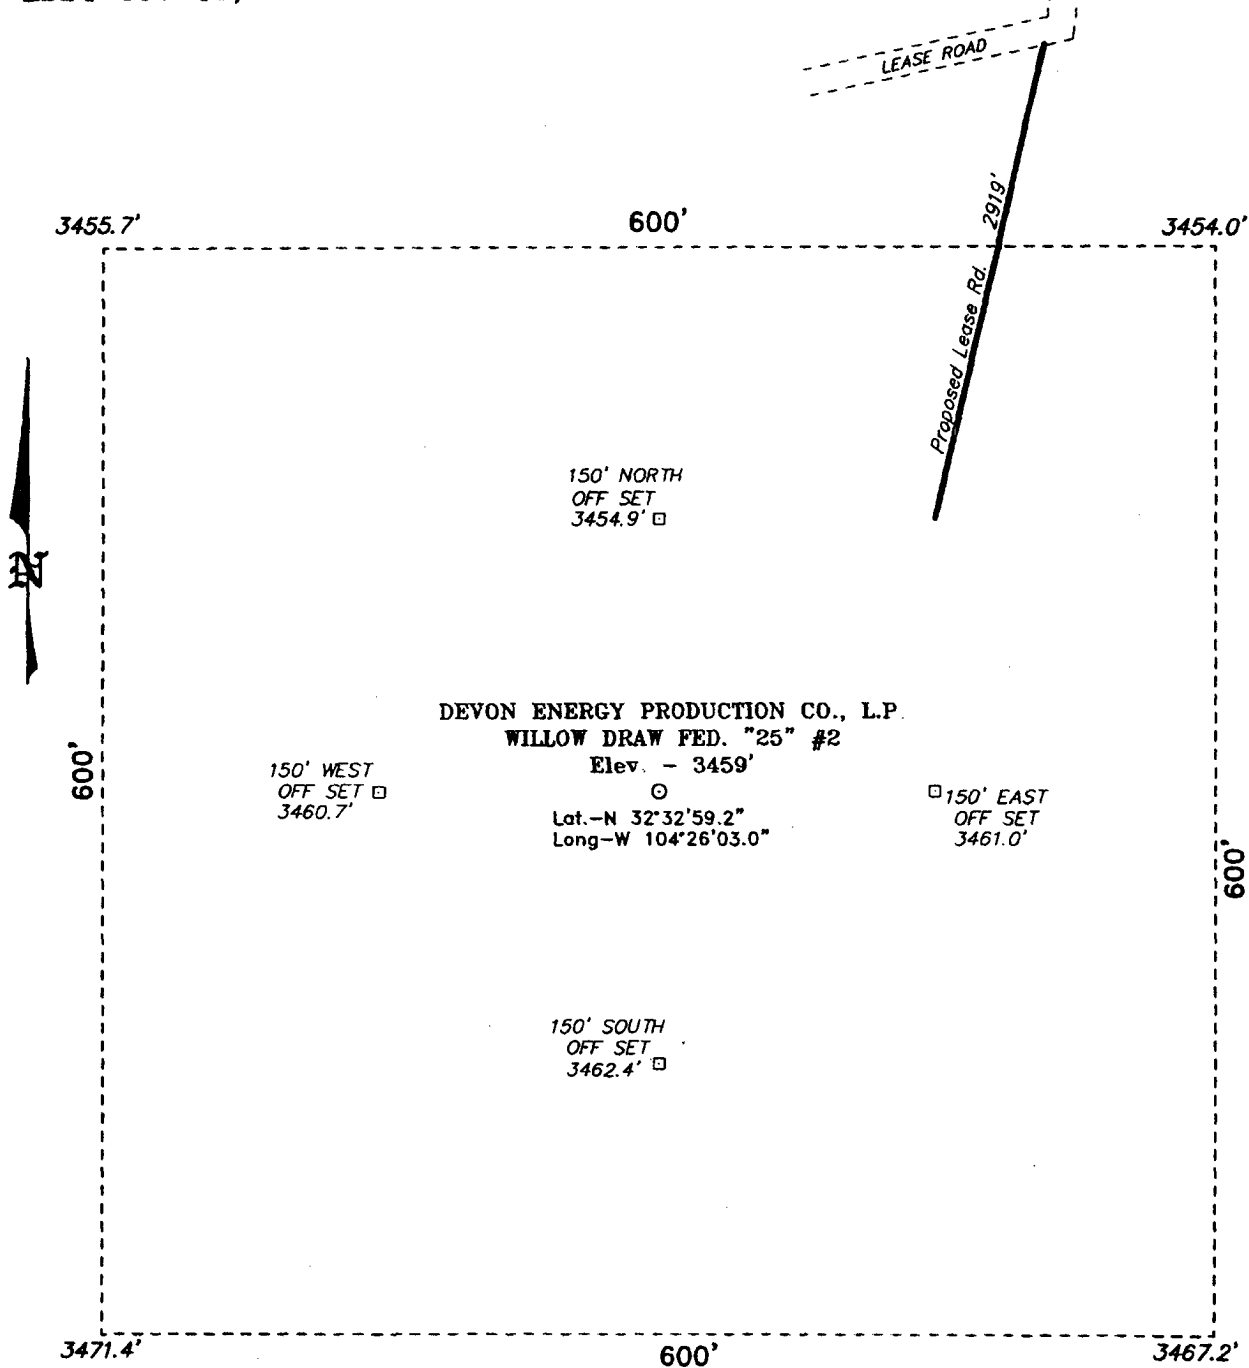 LEASE ROAD
2919'
3455.7'
600'
3454.0'
Proposed Lease Rd.
150' NORTH
OFF SET
3454.9'
N
DEVON ENERGY PRODUCTION CO., L.P.
WILLOW DRAW FED. "25" #2
Elev. - 3459'
Lat.-N 32°32'59.2"
Long-W 104°26'03.0"
600'
150' WEST
OFF SET
3460.7'
150' EAST
OFF SET
3461.0'
600'
150' SOUTH
OFF SET
3462.4'
3471.4'
600'
3467.2'